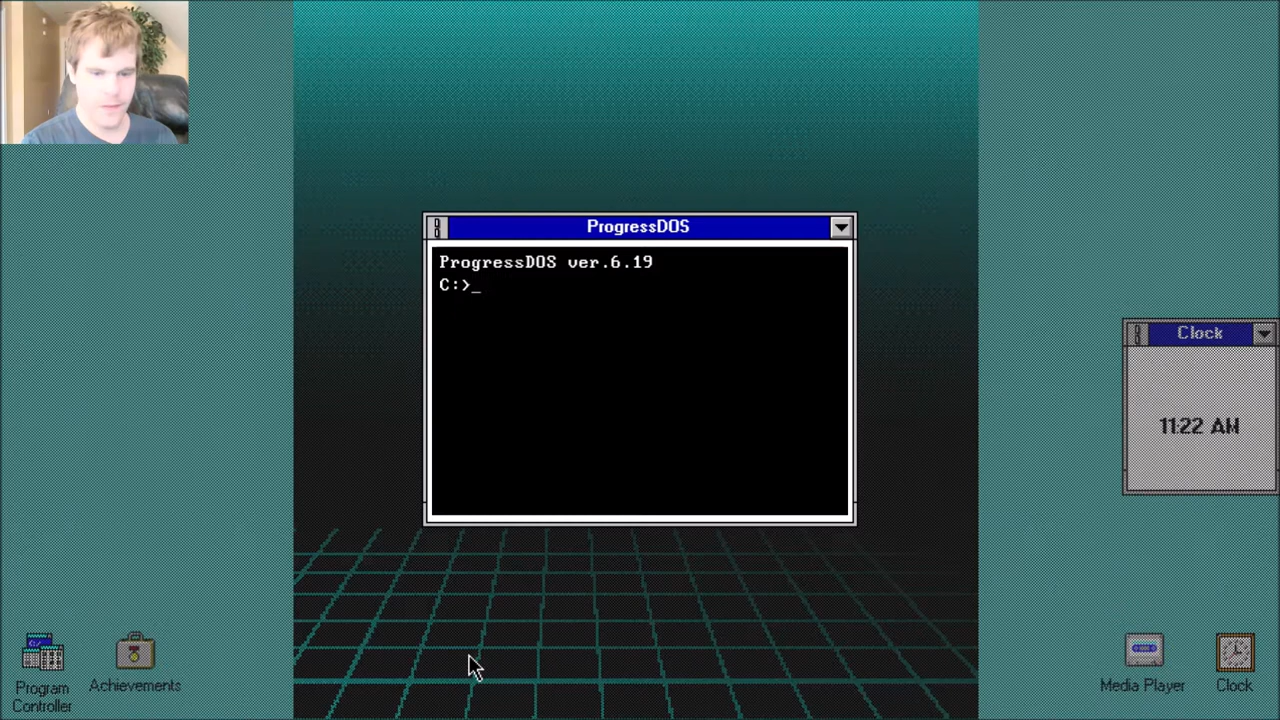 ProgressDOS
ProgressDOS ver.6.19
C:>_
Clock
11:22 AM
Program
Controller
Achievements
Media Player
Clock